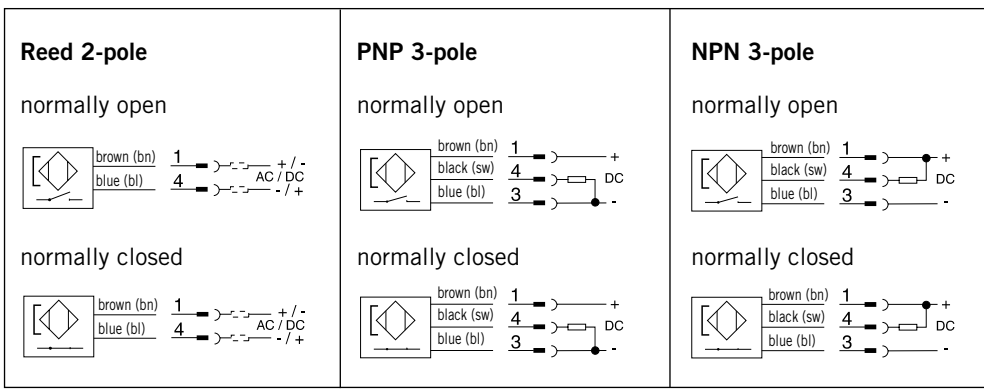 Reed 2-pole
normally open
brown (bn) 1 + / -
AC / DC
blue (bl) 4 - / +
normally closed
brown (bn) 1 + / -
AC / DC
blue (bl) 4 - / +
PNP 3-pole
normally open
brown (bn) 1 +
black (sw) 4 DC
blue (bl) 3 -
normally closed
brown (bn) 1 +
black (sw) 4 DC
blue (bl) 3 -
NPN 3-pole
normally open
brown (bn) 1 +
black (sw) 4 DC
blue (bl) 3 -
normally closed
brown (bn) 1 +
black (sw) 4 DC
blue (bl) 3 -